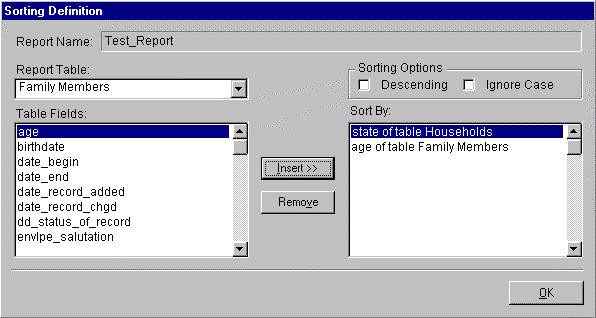 Sorting Definition
Report Name: Test_Report
Report Table:
Family Members
Sorting Options
Descending Ignore Case
Table Fields:
age
birthdate
date_begin
date_end
date_record_added
date_record_chgd
dd_status_of_record
envlpe_salutation
Insert >>
Remove
Sort By:
state of table Households
age of table Family Members
OK